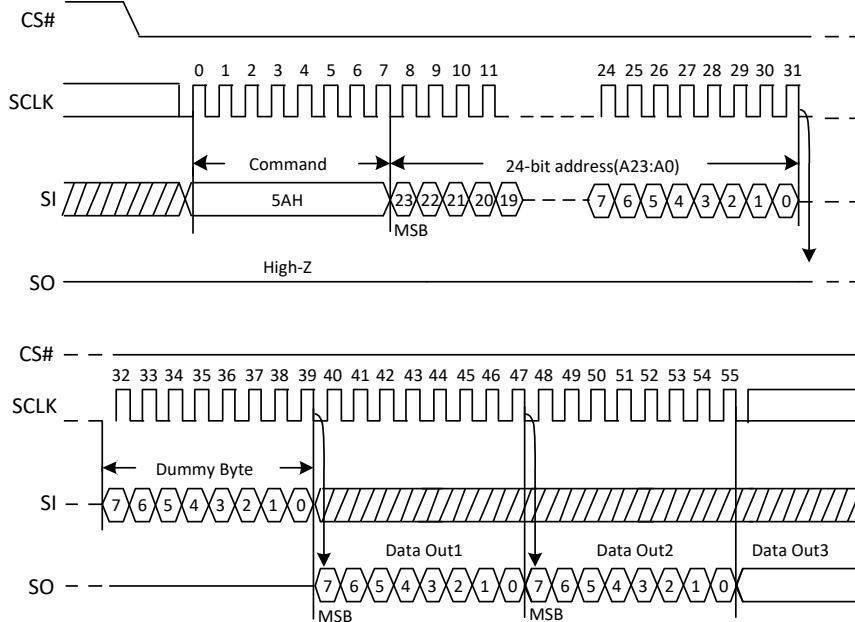 CS#
0 1 2 3 4 5 6 7 8 9 10 11 24 25 26 27 28 29 30 31
SCLK
Command 24-bit address(A23:A0)
SI 5AH 23 22 21 20 19 7 6 5 4 3 2 1 0
MSB
High-Z
SO
CS#
32 33 34 35 36 37 38 39 40 41 42 43 44 45 46 47 48 49 50 51 52 53 54 55
SCLK
Dummy Byte
SI 7 6 5 4 3 2 1 0
Data Out1 Data Out2 Data Out3
SO 7 6 5 4 3 2 1 0 7 6 5 4 3 2 1 0
MSB MSB